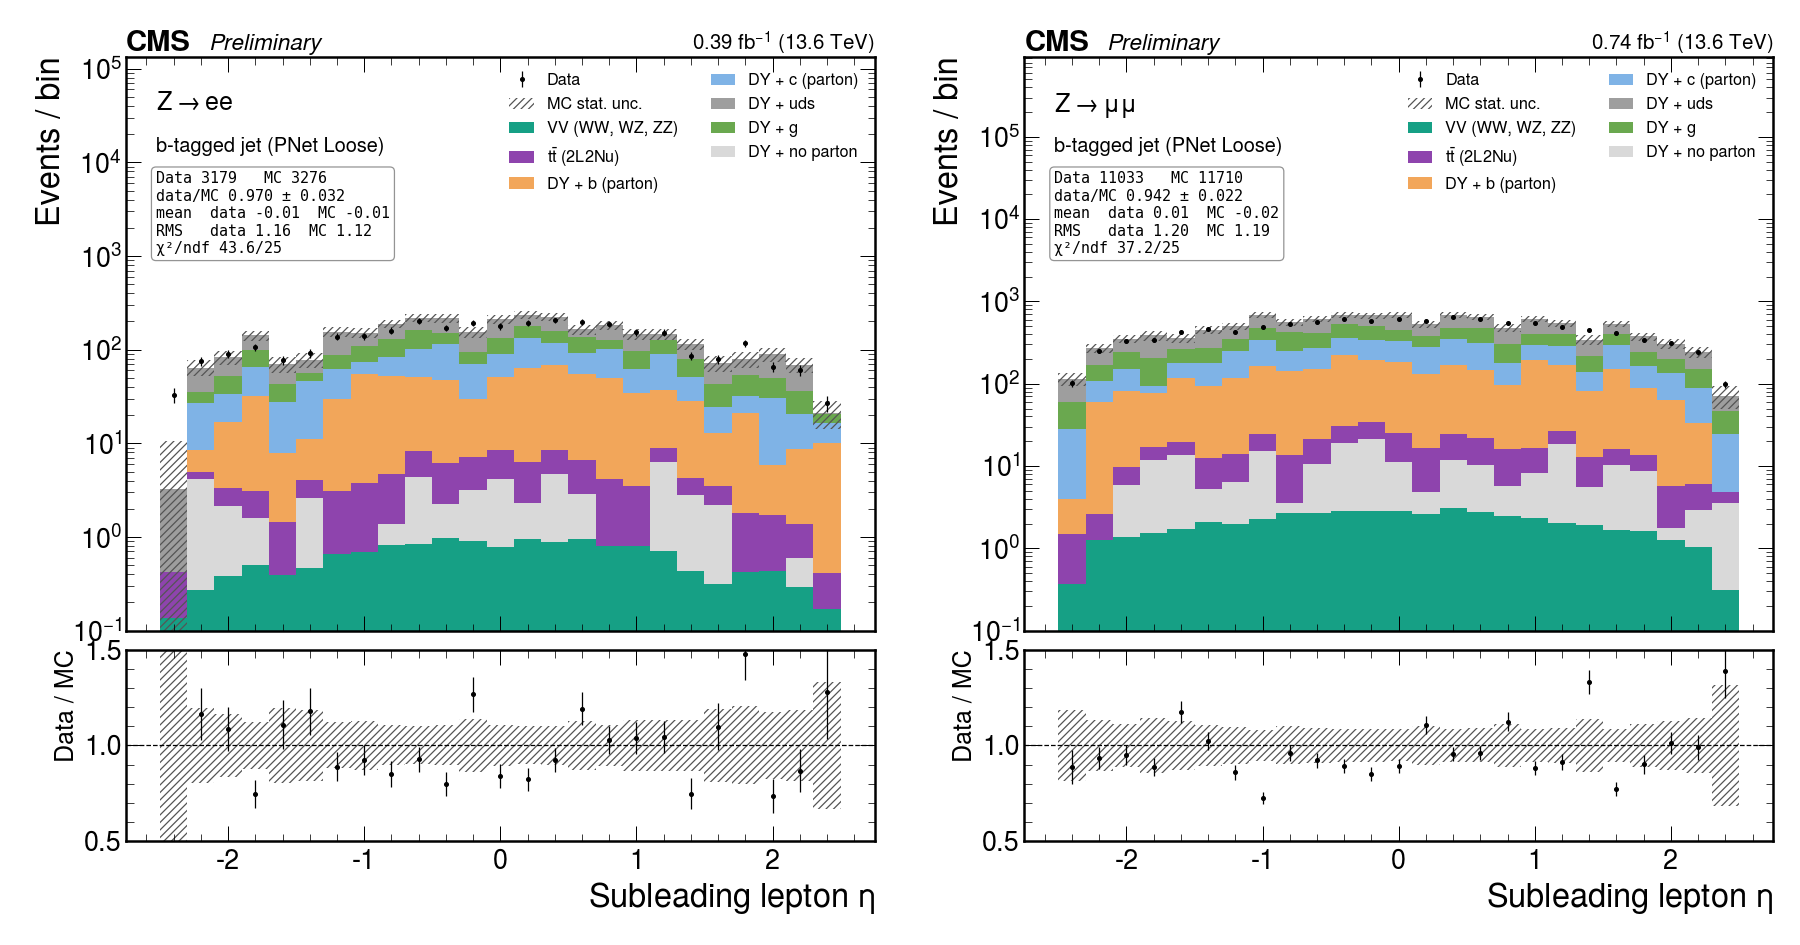 CMS Preliminary 0.39 fb⁻¹ (13.6 TeV)
Events / bin
10⁵
10⁴
10³
10²
10¹
10⁰
10⁻¹
Z → ee
b-tagged jet (PNet Loose)
Data 3179 MC 3276
data/MC 0.970 ± 0.032
mean data -0.01 MC -0.01
RMS data 1.16 MC 1.12
χ²/ndf 43.6/25
Data
MC stat. unc.
VV (WW, WZ, ZZ)
tt̄ (2L2Nu)
DY + b (parton)
DY + c (parton)
DY + uds
DY + g
DY + no parton
Data / MC
1.5
1.0
0.5
-2 -1 0 1 2
Subleading lepton η
CMS Preliminary 0.74 fb⁻¹ (13.6 TeV)
Events / bin
10⁵
10⁴
10³
10²
10¹
10⁰
10⁻¹
Z → μμ
b-tagged jet (PNet Loose)
Data 11033 MC 11710
data/MC 0.942 ± 0.022
mean data 0.01 MC -0.02
RMS data 1.20 MC 1.19
χ²/ndf 37.2/25
Data
MC stat. unc.
VV (WW, WZ, ZZ)
tt̄ (2L2Nu)
DY + b (parton)
DY + c (parton)
DY + uds
DY + g
DY + no parton
Data / MC
1.5
1.0
0.5
-2 -1 0 1 2
Subleading lepton η